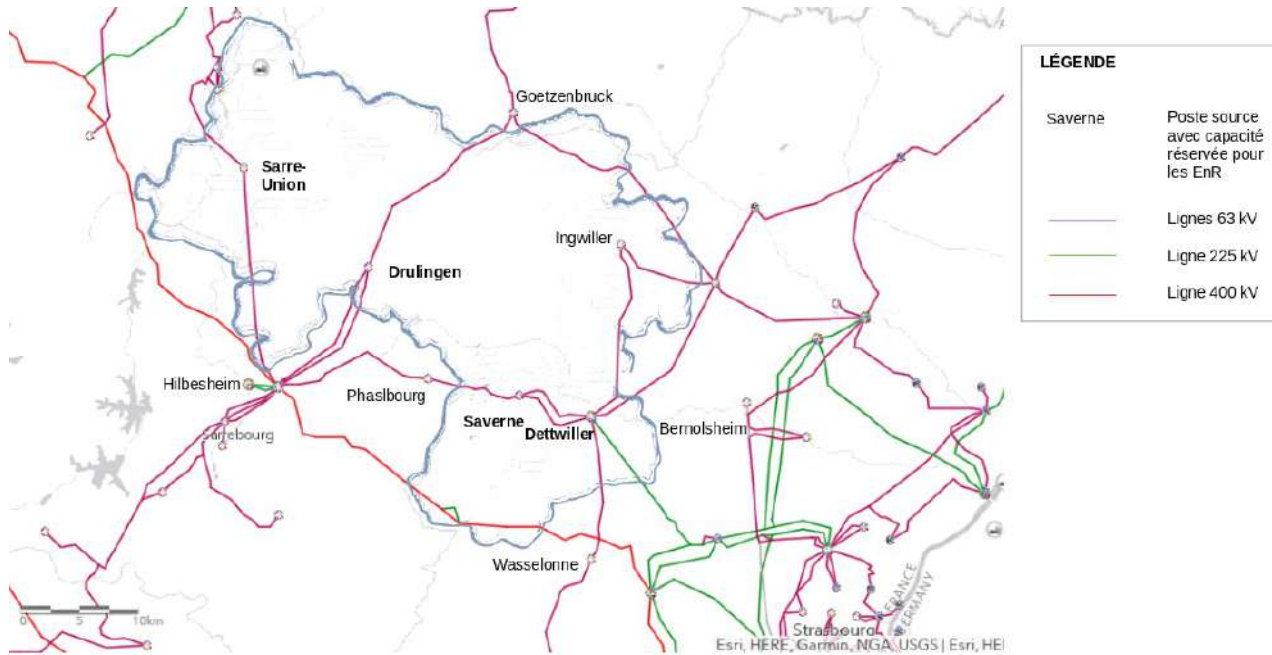 Goetzenbruck
Sarre-
Union
Ingwiller
Drulingen
Hilbesheim
Phaslbourg
Saverne
Dettwiller
Bernolsheim
Sarrebourg
Wasselonne
FRANCE
GERMANY
0 5 10km
Strasbourg
Esri, HERE, Garmin, NGA, USGS | Esri, HE
LÉGENDE
Saverne
Poste source
avec capacité
réservée pour
les EnR
Lignes 63 kV
Ligne 225 kV
Ligne 400 kV